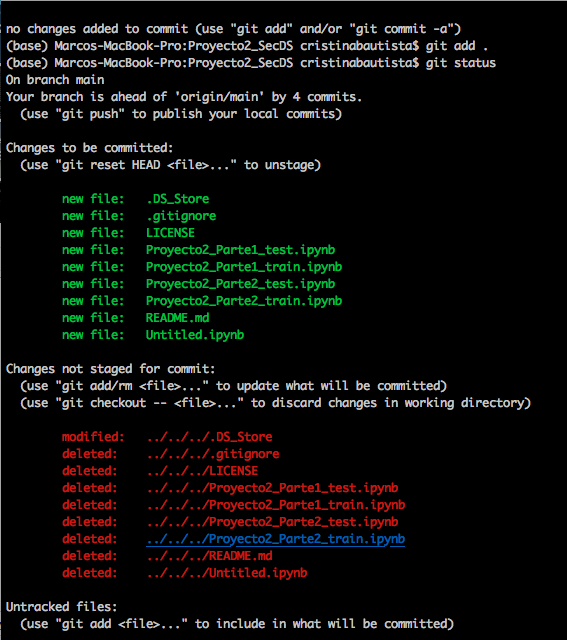 no changes added to commit (use "git add" and/or "git commit -a")
(base) Marcos-MacBook-Pro:Proyecto2_SecDS cristinabautista$ git add .
(base) Marcos-MacBook-Pro:Proyecto2_SecDS cristinabautista$ git status
On branch main
Your branch is ahead of 'origin/main' by 4 commits.
  (use "git push" to publish your local commits)

Changes to be committed:
  (use "git reset HEAD <file>..." to unstage)

        new file:   .DS_Store
        new file:   .gitignore
        new file:   LICENSE
        new file:   Proyecto2_Parte1_test.ipynb
        new file:   Proyecto2_Parte1_train.ipynb
        new file:   Proyecto2_Parte2_test.ipynb
        new file:   Proyecto2_Parte2_train.ipynb
        new file:   README.md
        new file:   Untitled.ipynb

Changes not staged for commit:
  (use "git add/rm <file>..." to update what will be committed)
  (use "git checkout -- <file>..." to discard changes in working directory)

        modified:   ../../../.DS_Store
        deleted:    ../../../.gitignore
        deleted:    ../../../LICENSE
        deleted:    ../../../Proyecto2_Parte1_test.ipynb
        deleted:    ../../../Proyecto2_Parte1_train.ipynb
        deleted:    ../../../Proyecto2_Parte2_test.ipynb
        deleted:    ../../../Proyecto2_Parte2_train.ipynb
        deleted:    ../../../README.md
        deleted:    ../../../Untitled.ipynb

Untracked files:
  (use "git add <file>..." to include in what will be committed)